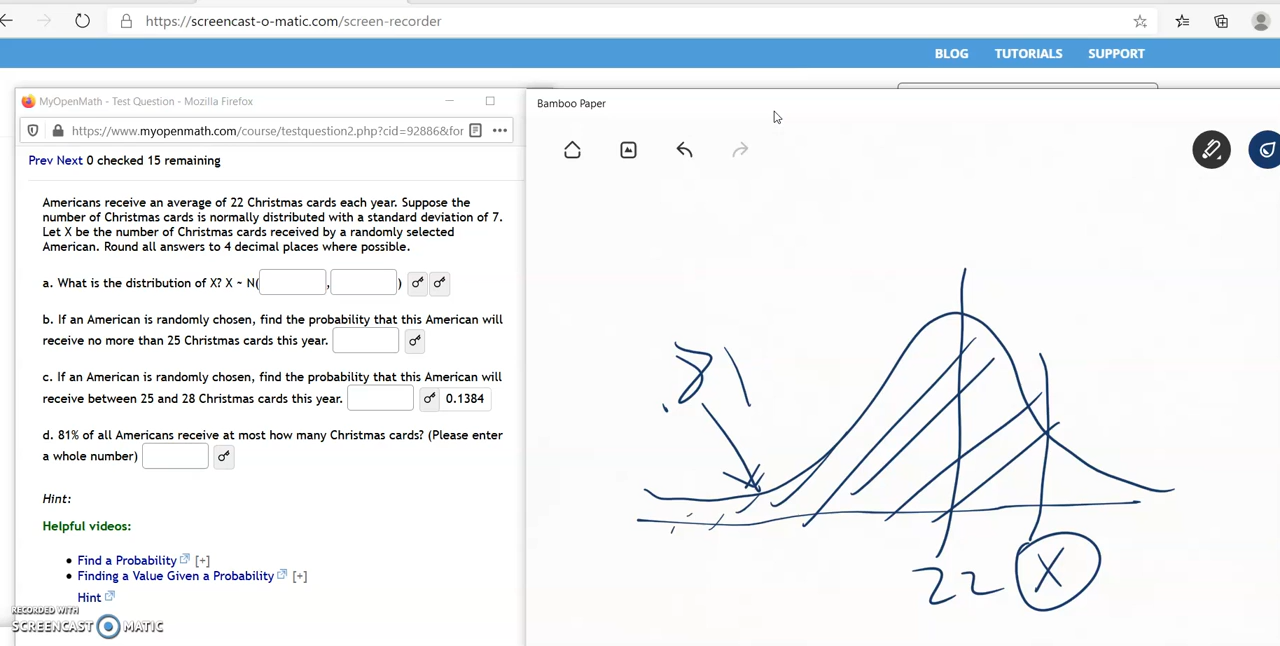 https://screencast-o-matic.com/screen-recorder
BLOG TUTORIALS SUPPORT
MyOpenMath - Test Question - Mozilla Firefox
https://www.myopenmath.com/course/testquestion2.php?cid=92886&for
Prev Next 0 checked 15 remaining
Americans receive an average of 22 Christmas cards each year. Suppose the
number of Christmas cards is normally distributed with a standard deviation of 7.
Let X be the number of Christmas cards received by a randomly selected
American. Round all answers to 4 decimal places where possible.
a. What is the distribution of X? X ~ N( , )
b. If an American is randomly chosen, find the probability that this American will
receive no more than 25 Christmas cards this year.
c. If an American is randomly chosen, find the probability that this American will
receive between 25 and 28 Christmas cards this year. 0.1384
d. 81% of all Americans receive at most how many Christmas cards? (Please enter
a whole number)
Hint:
Helpful videos:
Find a Probability [+]
Finding a Value Given a Probability [+]
Hint
RECORDED WITH
SCREENCAST MATIC
Bamboo Paper
.81
22 X